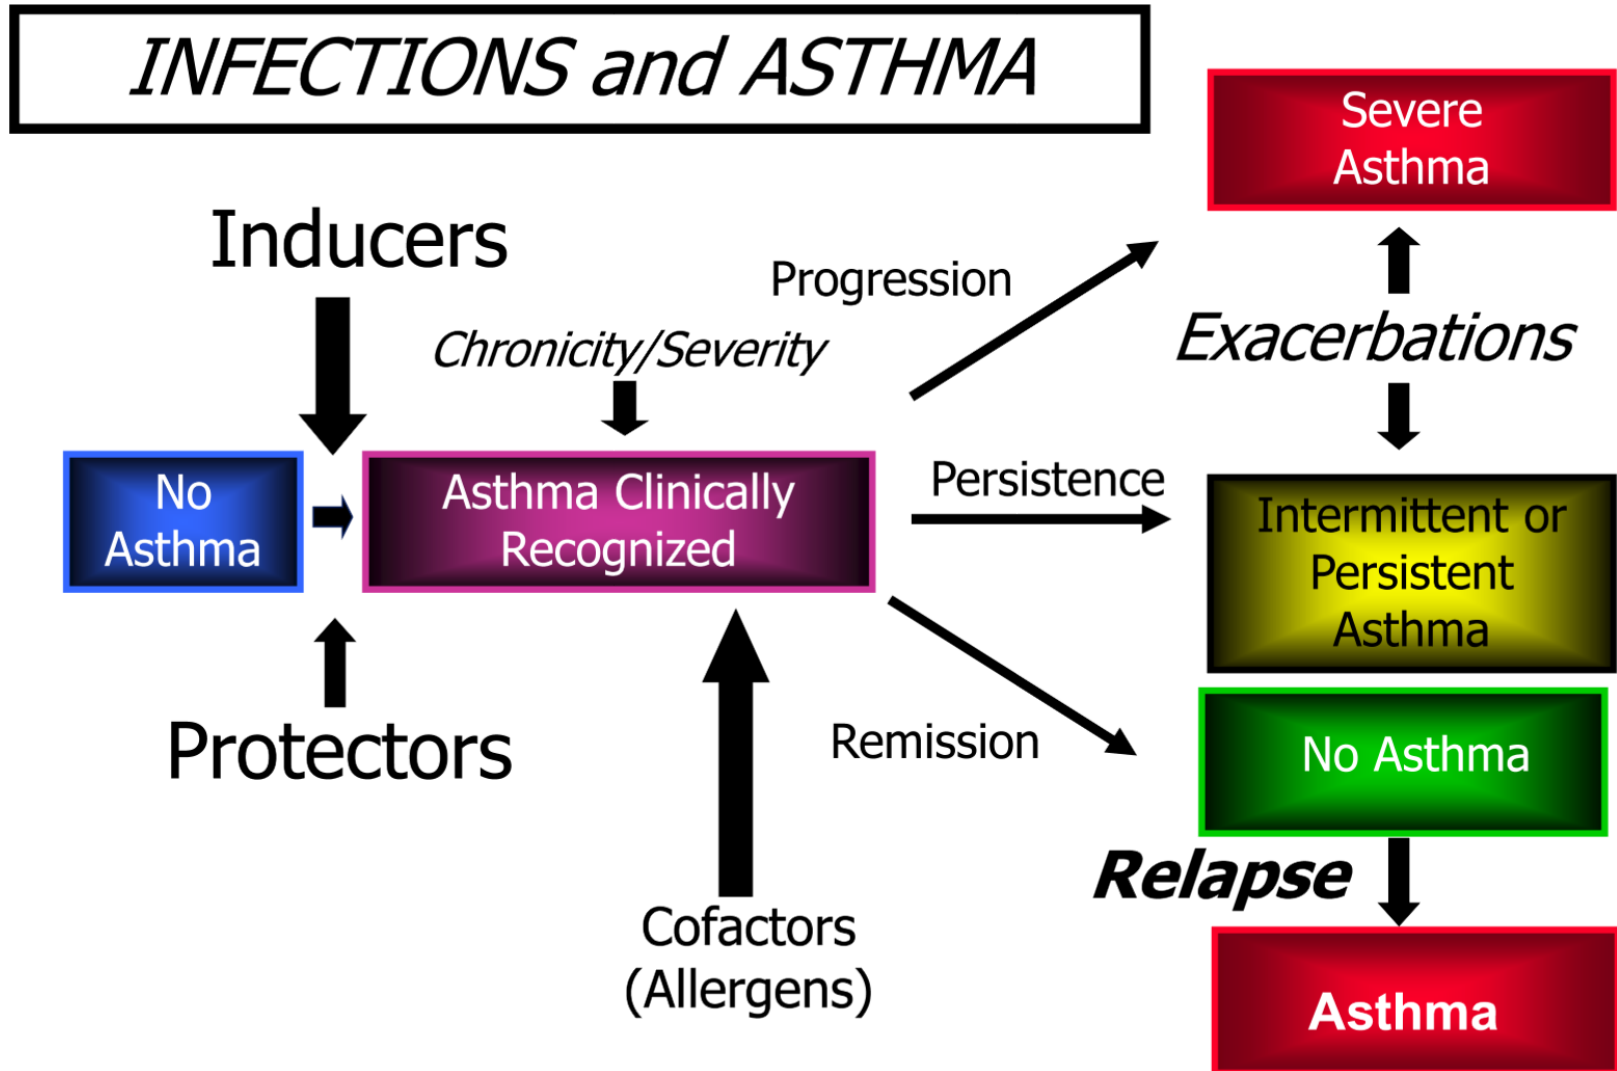 INFECTIONS and ASTHMA
Severe
Asthma
Inducers
Progression
Chronicity/Severity
Exacerbations
No
Asthma
Asthma Clinically
Recognized
Persistence
Intermittent or
Persistent
Asthma
Protectors
Remission
No Asthma
Relapse
Cofactors
(Allergens)
Asthma